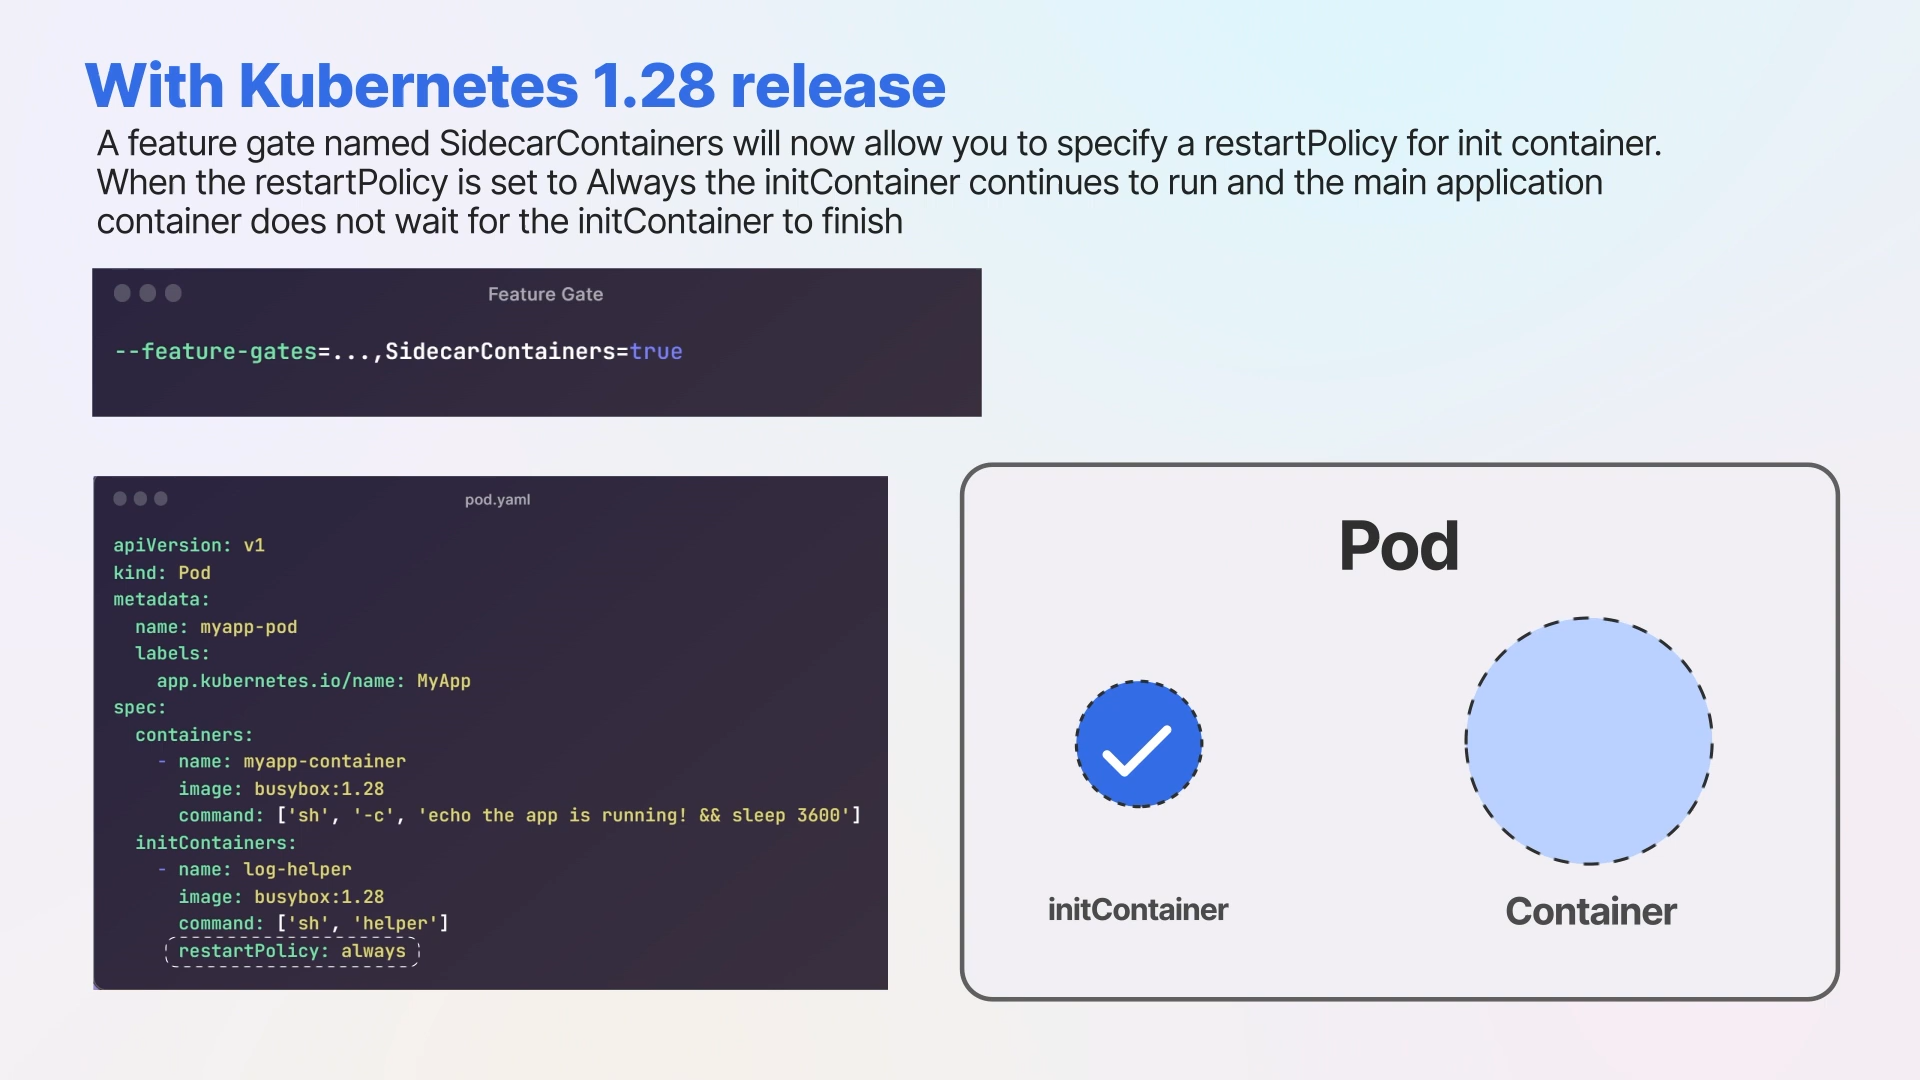 With Kubernetes 1.28 release
A feature gate named SidecarContainers will now allow you to specify a restartPolicy for init container.
When the restartPolicy is set to Always the initContainer continues to run and the main application
container does not wait for the initContainer to finish
Feature Gate
--feature-gates=...,SidecarContainers=true
pod.yaml
apiVersion: v1
kind: Pod
metadata:
  name: myapp-pod
  labels:
    app.kubernetes.io/name: MyApp
spec:
  containers:
    - name: myapp-container
      image: busybox:1.28
      command: ['sh', '-c', 'echo the app is running! && sleep 3600']
  initContainers:
    - name: log-helper
      image: busybox:1.28
      command: ['sh', 'helper']
      restartPolicy: always
Pod
initContainer
Container